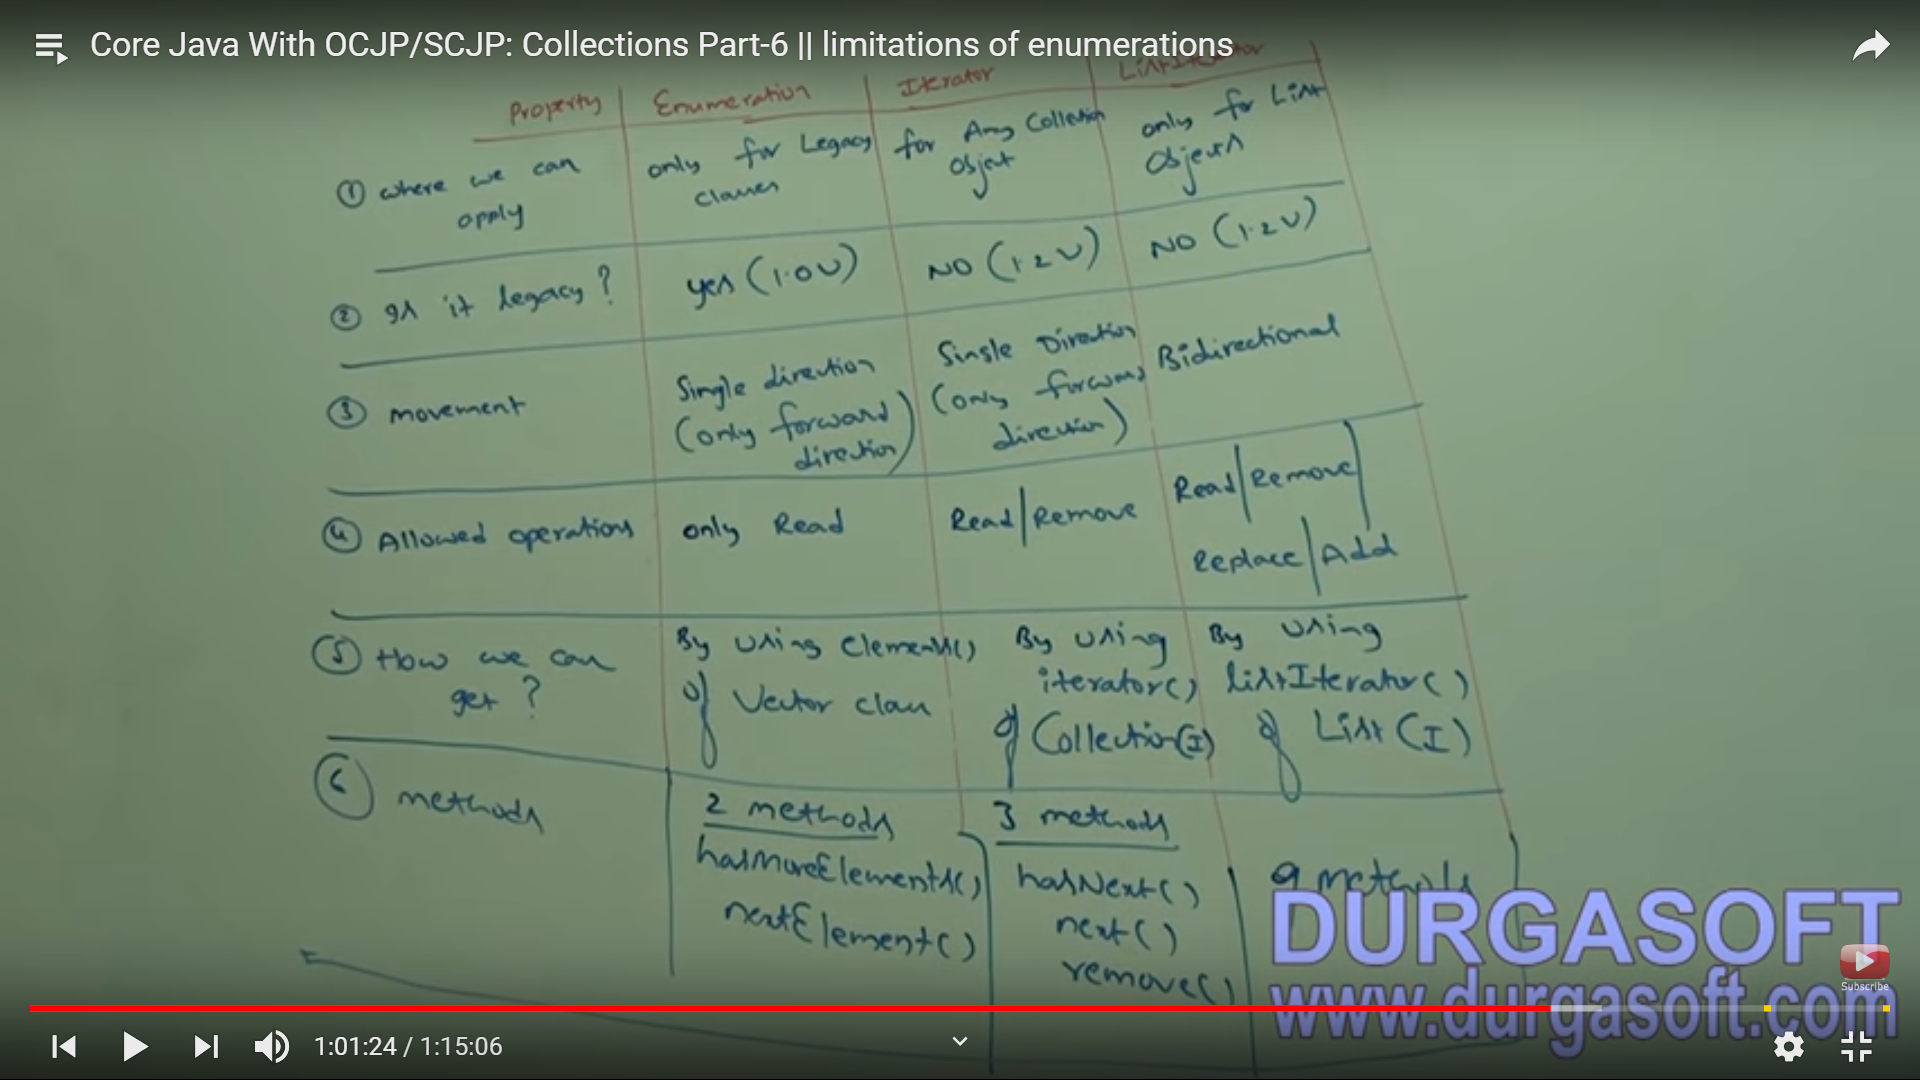 Core Java With OCJP/SCJP: Collections Part-6 || limitations of enumerations
Property Enumeration Iterator ListIterator
① where we can apply
only for Legacy classes
for Any Collection Object
only for List Objects
② Is it legacy?
yes (1.0 V)
NO (1.2 V)
NO (1.2 V)
③ movement
Single direction
(only forward direction)
Single Direction
(only forward direction)
Bidirectional
④ Allowed operations
only Read
Read/Remove
Read/Remove/
Replace/Add
⑤ How we can get?
By using elements()
of Vector class
By using
iterator()
of Collection(I)
By using
listIterator()
of List (I)
⑥ methods
2 methods
hasMoreElements()
nextElement()
3 methods
hasNext()
next()
remove()
9 methods
DURGASOFT
www.durgasoft.com
Subscribe
1:01:24 / 1:15:06